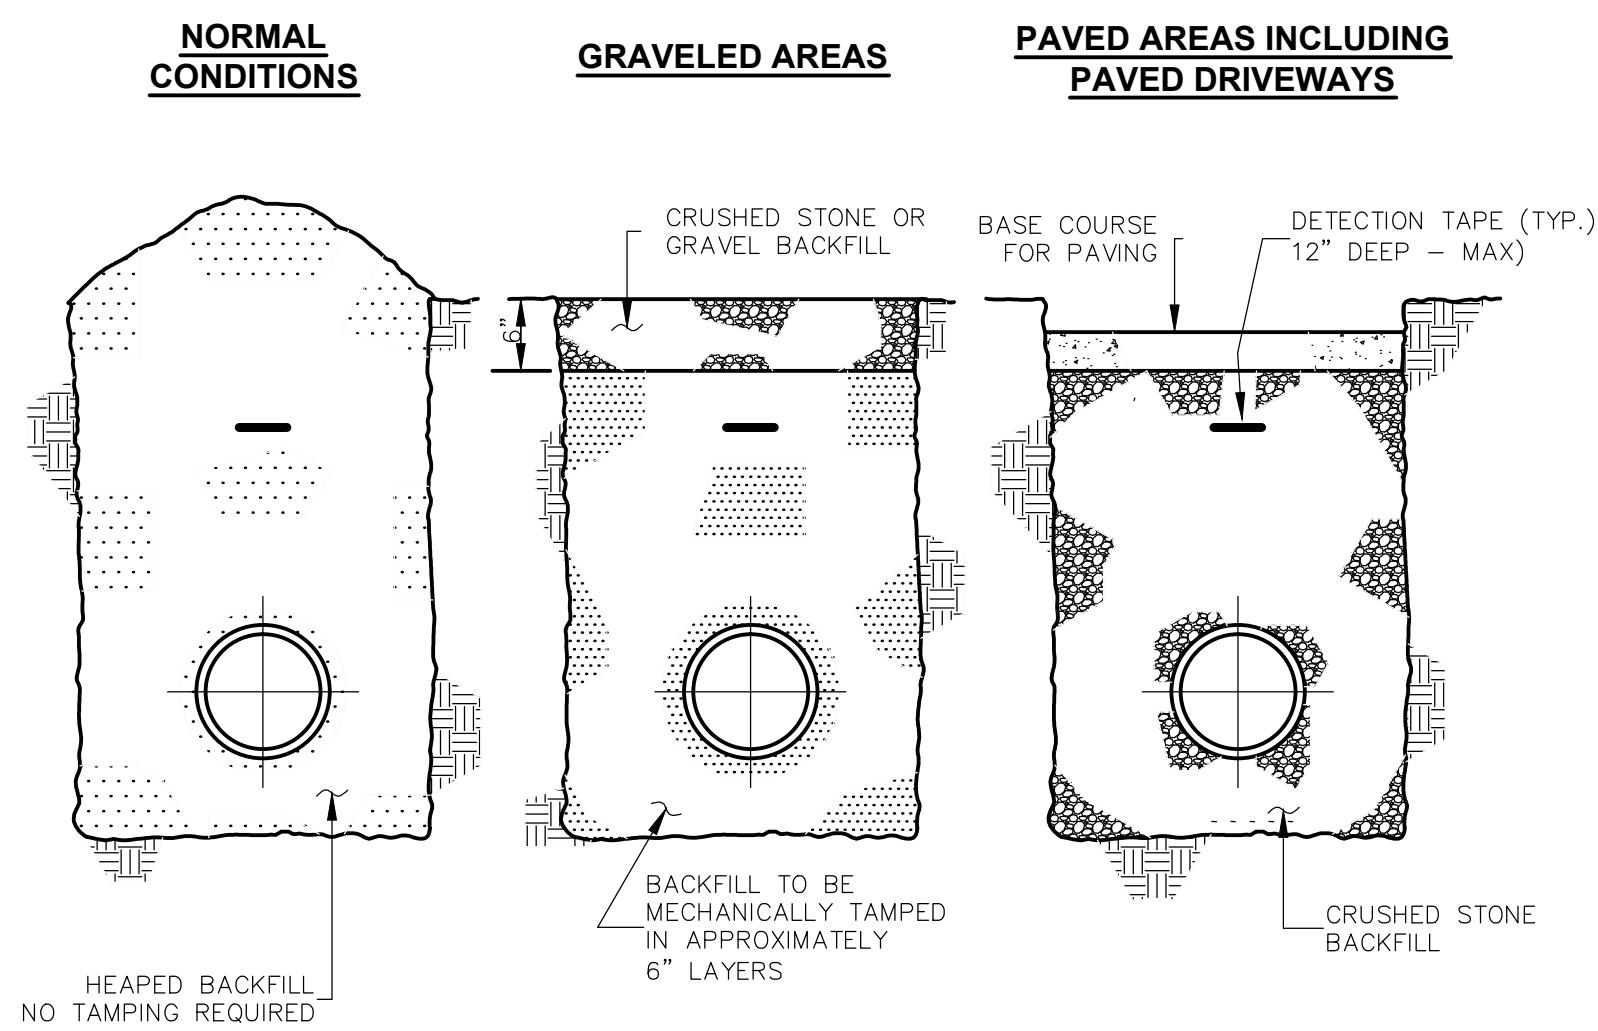 NORMAL
CONDITIONS
GRAVELED AREAS
PAVED AREAS INCLUDING
PAVED DRIVEWAYS
CRUSHED STONE OR
GRAVEL BACKFILL
BASE COURSE
FOR PAVING
DETECTION TAPE (TYP.)
12" DEEP – MAX)
6"
BACKFILL TO BE
MECHANICALLY TAMPED
IN APPROXIMATELY
6" LAYERS
CRUSHED STONE
BACKFILL
HEAPED BACKFILL
NO TAMPING REQUIRED